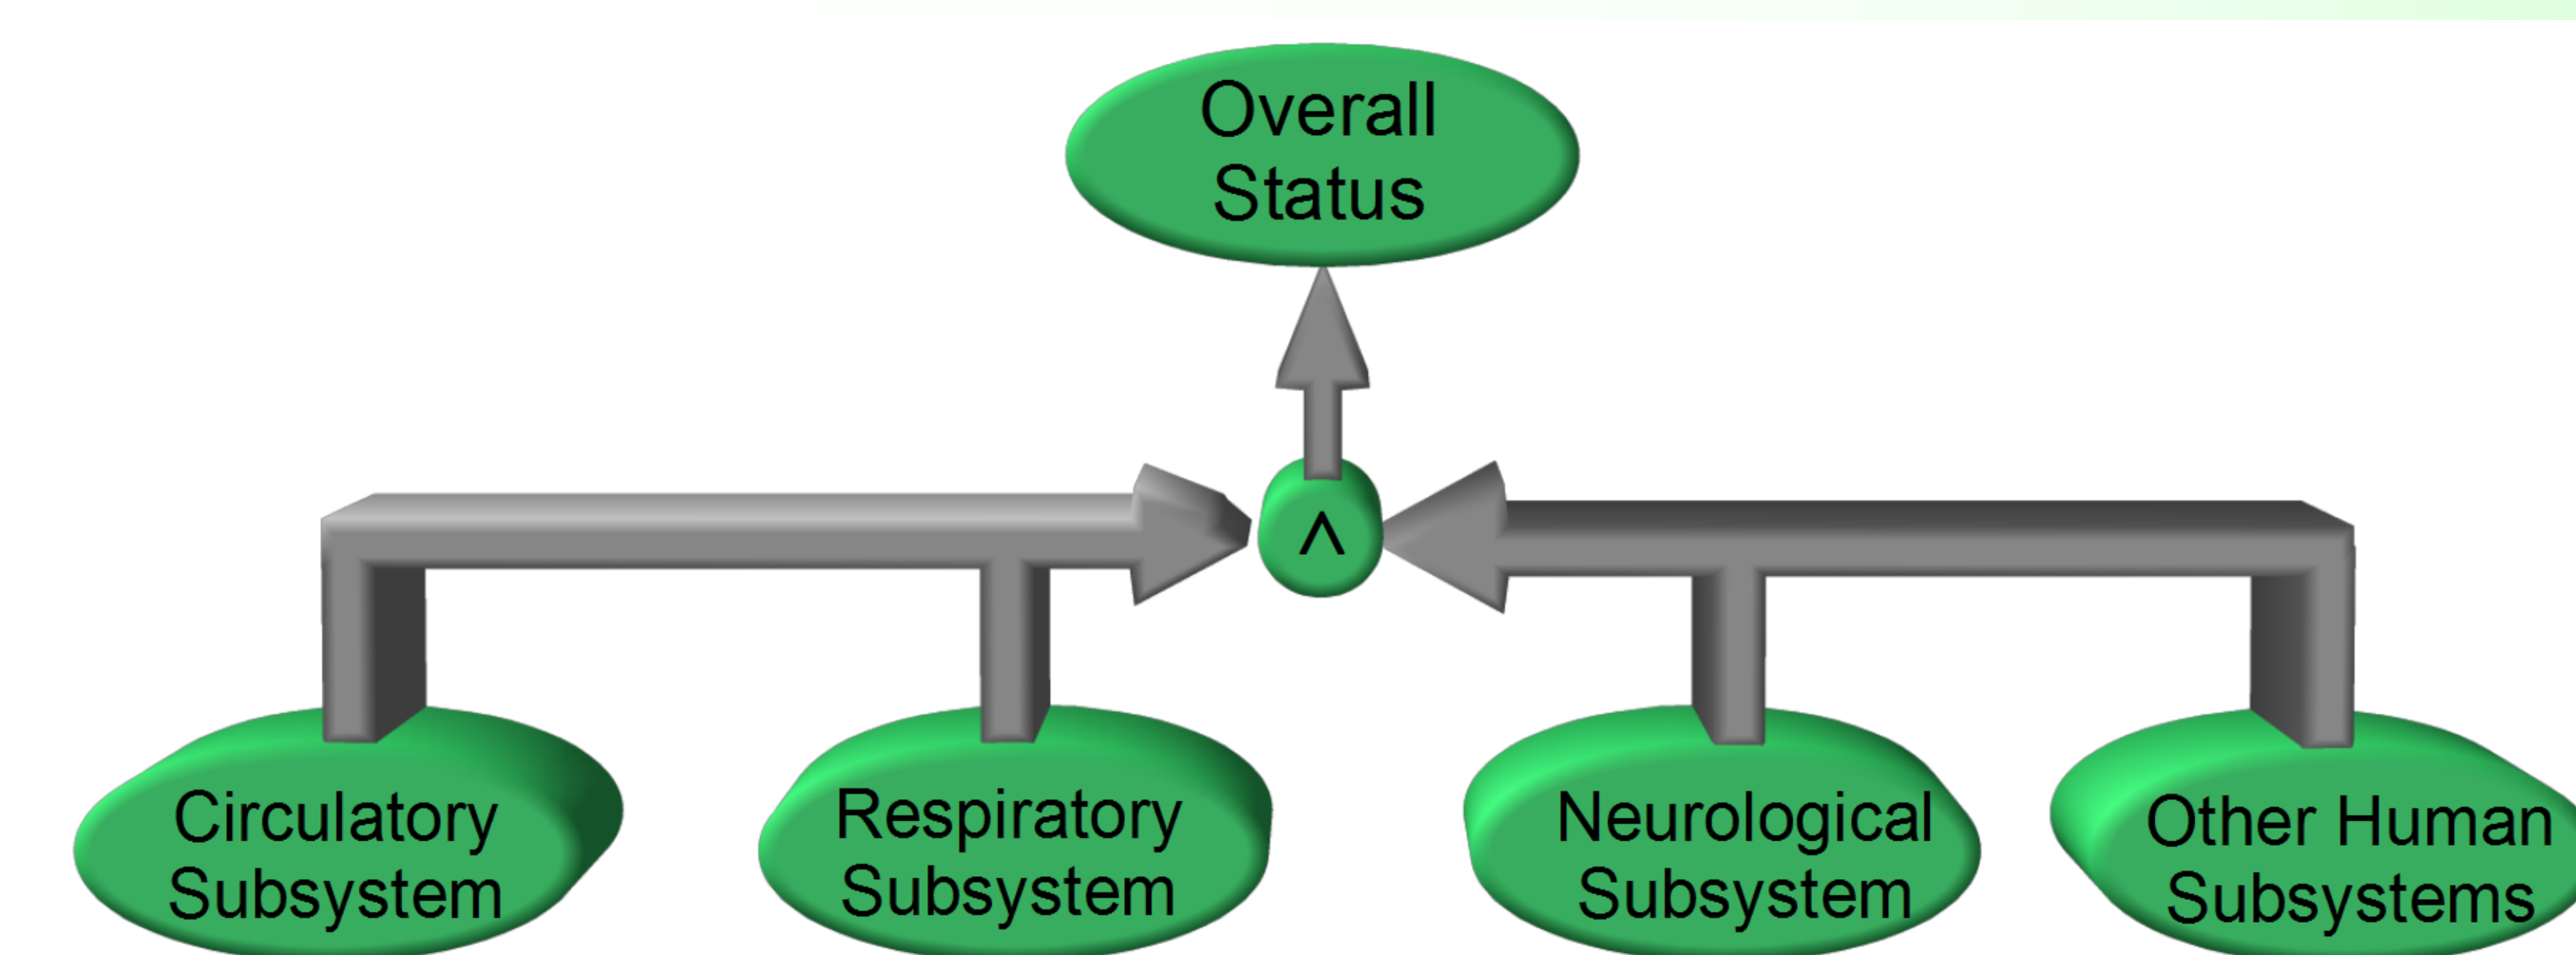 Overall
Status
^
Circulatory
Subsystem
Respiratory
Subsystem
Neurological
Subsystem
Other Human
Subsystems